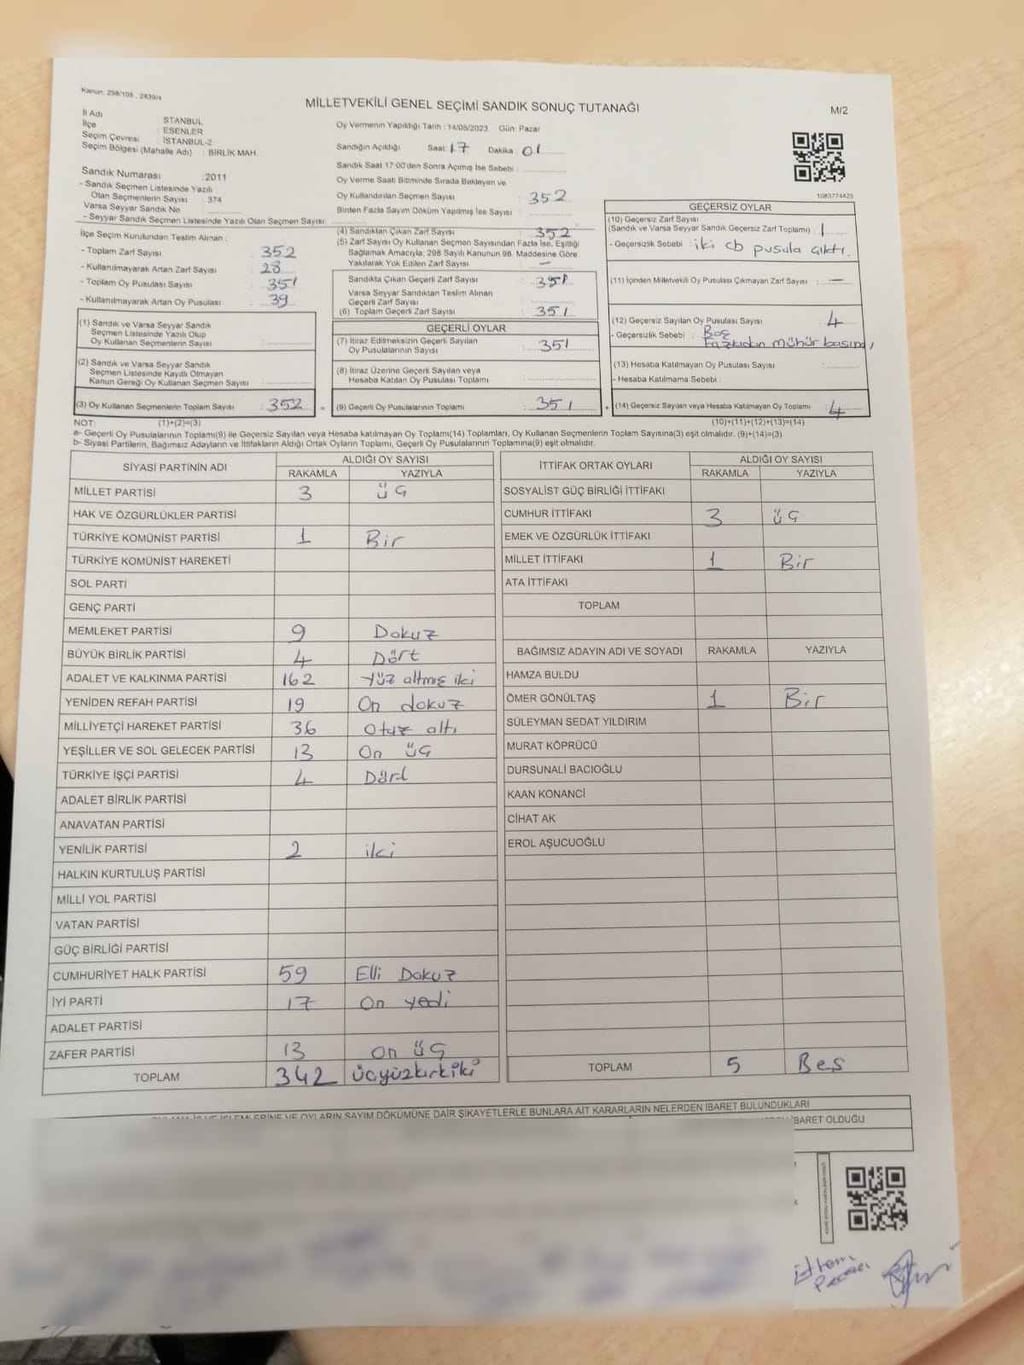 Kanun: 298/105 , 2839/4
MİLLETVEKİLİ GENEL SEÇİMİ SANDIK SONUÇ TUTANAĞI
M/2
İl Adı : İSTANBUL
İlçe : ESENLER
Seçim Çevresi : İSTANBUL-2
Seçim Bölgesi (Mahalle Adı) : BİRLİK MAH.
Sandık Numarası : 2011
- Sandık Seçmen Listesinde Yazılı
Olan Seçmenlerin Sayısı : 374
Varsa Seyyar Sandık No
- Seyyar Sandık Seçmen Listesinde Yazılı Olan Seçmen Sayısı :
Oy Vermenin Yapıldığı Tarih : 14/05/2023 Gün: Pazar
Sandığın Açıldığı Saat: 17 Dakika 01
Sandık Saat 17:00'den Sonra Açılmış İse Sebebi
Oy Verme Saati Bitiminde Sırada Bekleyen ve
Oy Kullandırılan Seçmen Sayısı 352
Birden Fazla Sayım Döküm Yapılmış İse Sayısı
İlçe Seçim Kurulundan Teslim Alınan :
- Toplam Zarf Sayısı : 352
- Kullanılmayarak Artan Zarf Sayısı : 28
- Toplam Oy Pusulası Sayısı : 351
- Kullanılmayarak Artan Oy Pusulası : 39
(1) Sandık ve Varsa Seyyar Sandık
Seçmen Listesinde Yazılı Olup
Oy Kullanan Seçmenlerin Sayısı
(2) Sandık ve Varsa Seyyar Sandık
Seçmen Listesinde Kaydı Olmayan
Kanun Gereği Oy Kullanan Seçmen Sayısı
(3) Oy Kullanan Seçmenlerin Toplam Sayısı : 352
(4) Sandıktan Çıkan Zarf Sayısı 352
(5) Zarf Sayısı Oy Kullanan Seçmen Sayısından Fazla İse, Eşitliği
Sağlamak Amacıyla; 298 Sayılı Kanunun 98. Maddesine Göre
Yakılarak Yok Edilen Zarf Sayısı —
Sandıkta Çıkan Geçerli Zarf Sayısı 351
Varsa Seyyar Sandıktan Teslim Alınan
Geçerli Zarf Sayısı
(6) Toplam Geçerli Zarf Sayısı 351
GEÇERLİ OYLAR
(7) İtiraz Edilmeksizin Geçerli Sayılan
Oy Pusulalarının Sayısı 351
(8) İtiraz Üzerine Geçerli Sayılan veya
Hesaba Katılan Oy Pusulası Toplamı
= (9) Geçerli Oy Pusulalarının Toplamı 351
1083774425
GEÇERSİZ OYLAR
(10) Geçersiz Zarf Sayısı
(Sandık ve Varsa Seyyar Sandık Geçersiz Zarf Toplamı) : 1
- Geçersizlik Sebebi : iki cb pusula çıktı.
(11) İçinden Milletvekili Oy Pusulası Çıkmayan Zarf Sayısı : —
(12) Geçersiz Sayılan Oy Pusulası Sayısı 4
- Geçersizlik Sebebi : Boş
Fazladan mühür basımı
(13) Hesaba Katılmayan Oy Pusulası Sayısı
- Hesaba Katılmama Sebebi
+ (14) Geçersiz Sayılan veya Hesaba Katılmayan Oy Toplamı 4
NOT: (1)+(2)=(3) (10)+(11)+(12)+(13)=(14)
a- Geçerli Oy Pusulalarının Toplamı(9) ile Geçersiz Sayılan veya Hesaba katılmayan Oy Toplamı(14) Toplamları, Oy Kullanan Seçmenlerin Toplam Sayısına(3) eşit olmalıdır. (9)+(14)=(3)
b- Siyasi Partilerin, Bağımsız Adayların ve İttifakların Aldığı Ortak Oyların Toplamı, Geçerli Oy Pusulalarının Toplamına(9) eşit olmalıdır.
SİYASİ PARTİNİN ADI ALDIĞI OY SAYISI
RAKAMLA YAZIYLA
MİLLET PARTİSİ 3 üç
HAK VE ÖZGÜRLÜKLER PARTİSİ
TÜRKİYE KOMÜNİST PARTİSİ 1 Bir
TÜRKİYE KOMÜNİST HAREKETİ
SOL PARTİ
GENÇ PARTİ
MEMLEKET PARTİSİ 9 Dokuz
BÜYÜK BİRLİK PARTİSİ 4 Dört
ADALET VE KALKINMA PARTİSİ 162 Yüz altmış iki
YENİDEN REFAH PARTİSİ 19 On dokuz
MİLLİYETÇİ HAREKET PARTİSİ 36 Otuz altı
YEŞİLLER VE SOL GELECEK PARTİSİ 13 On üç
TÜRKİYE İŞÇİ PARTİSİ 4 Dört
ADALET BİRLİK PARTİSİ
ANAVATAN PARTİSİ
YENİLİK PARTİSİ 2 iki
HALKIN KURTULUŞ PARTİSİ
MİLLİ YOL PARTİSİ
VATAN PARTİSİ
GÜÇ BİRLİĞİ PARTİSİ
CUMHURİYET HALK PARTİSİ 59 Elli Dokuz
İYİ PARTİ 17 On yedi
ADALET PARTİSİ
ZAFER PARTİSİ 13 on üç
TOPLAM 342 üçyüzkırkiki
İTTİFAK ORTAK OYLARI ALDIĞI OY SAYISI
RAKAMLA YAZIYLA
SOSYALİST GÜÇ BİRLİĞİ İTTİFAKI
CUMHUR İTTİFAKI 3 üç
EMEK VE ÖZGÜRLÜK İTTİFAKI
MİLLET İTTİFAKI 1 Bir
ATA İTTİFAKI
TOPLAM
BAĞIMSIZ ADAYIN ADI VE SOYADI RAKAMLA YAZIYLA
HAMZA BULDU
ÖMER GÖNÜLTAŞ 1 Bir
SÜLEYMAN SEDAT YILDIRIM
MURAT KÖPRÜCÜ
DURSUNALİ BACIOĞLU
KAAN KONANCİ
CİHAT AK
EROL AŞUCUOĞLU
TOPLAM 5 Beş
ERİNE VE OYLARIN SAYIM DÖKÜMÜNE DAİR ŞİKAYETLERLE BUNLARA AİT KARARLARIN NELERDEN İBARET BULUNDUKLARI
İBARET OLDUĞU